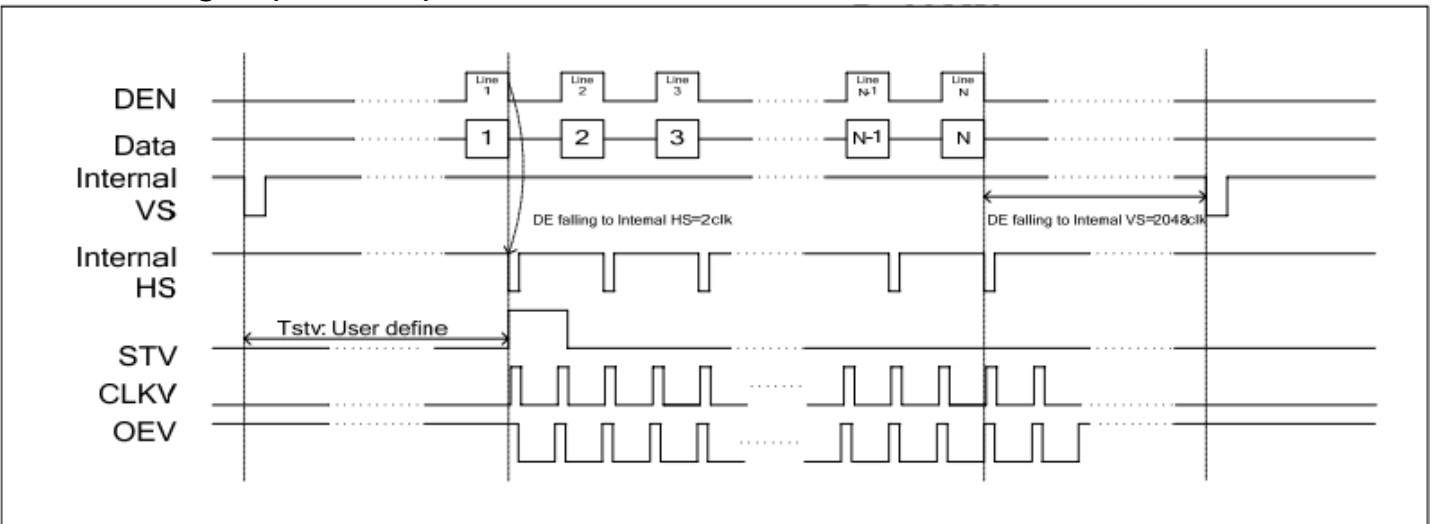 DEN
Line 1
Line 2
Line 3
Line N-1
Line N
Data
1
2
3
N-1
N
Internal
VS
DE falling to Internal HS=2clk
DE falling to Internal VS=2048clk
Internal
HS
Tstv: User define
STV
CLKV
OEV